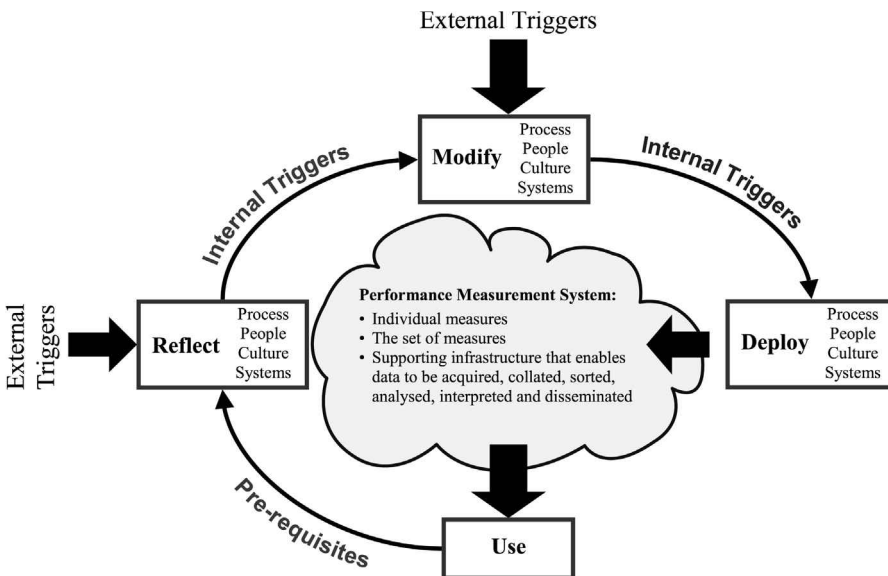 External Triggers
Modify
Process
People
Culture
Systems
Internal Triggers
Internal Triggers
External
Triggers
Reflect
Process
People
Culture
Systems
Performance Measurement System:
• Individual measures
• The set of measures
• Supporting infrastructure that enables
data to be acquired, collated, sorted,
analysed, interpreted and disseminated
Deploy
Process
People
Culture
Systems
Pre-requisites
Use